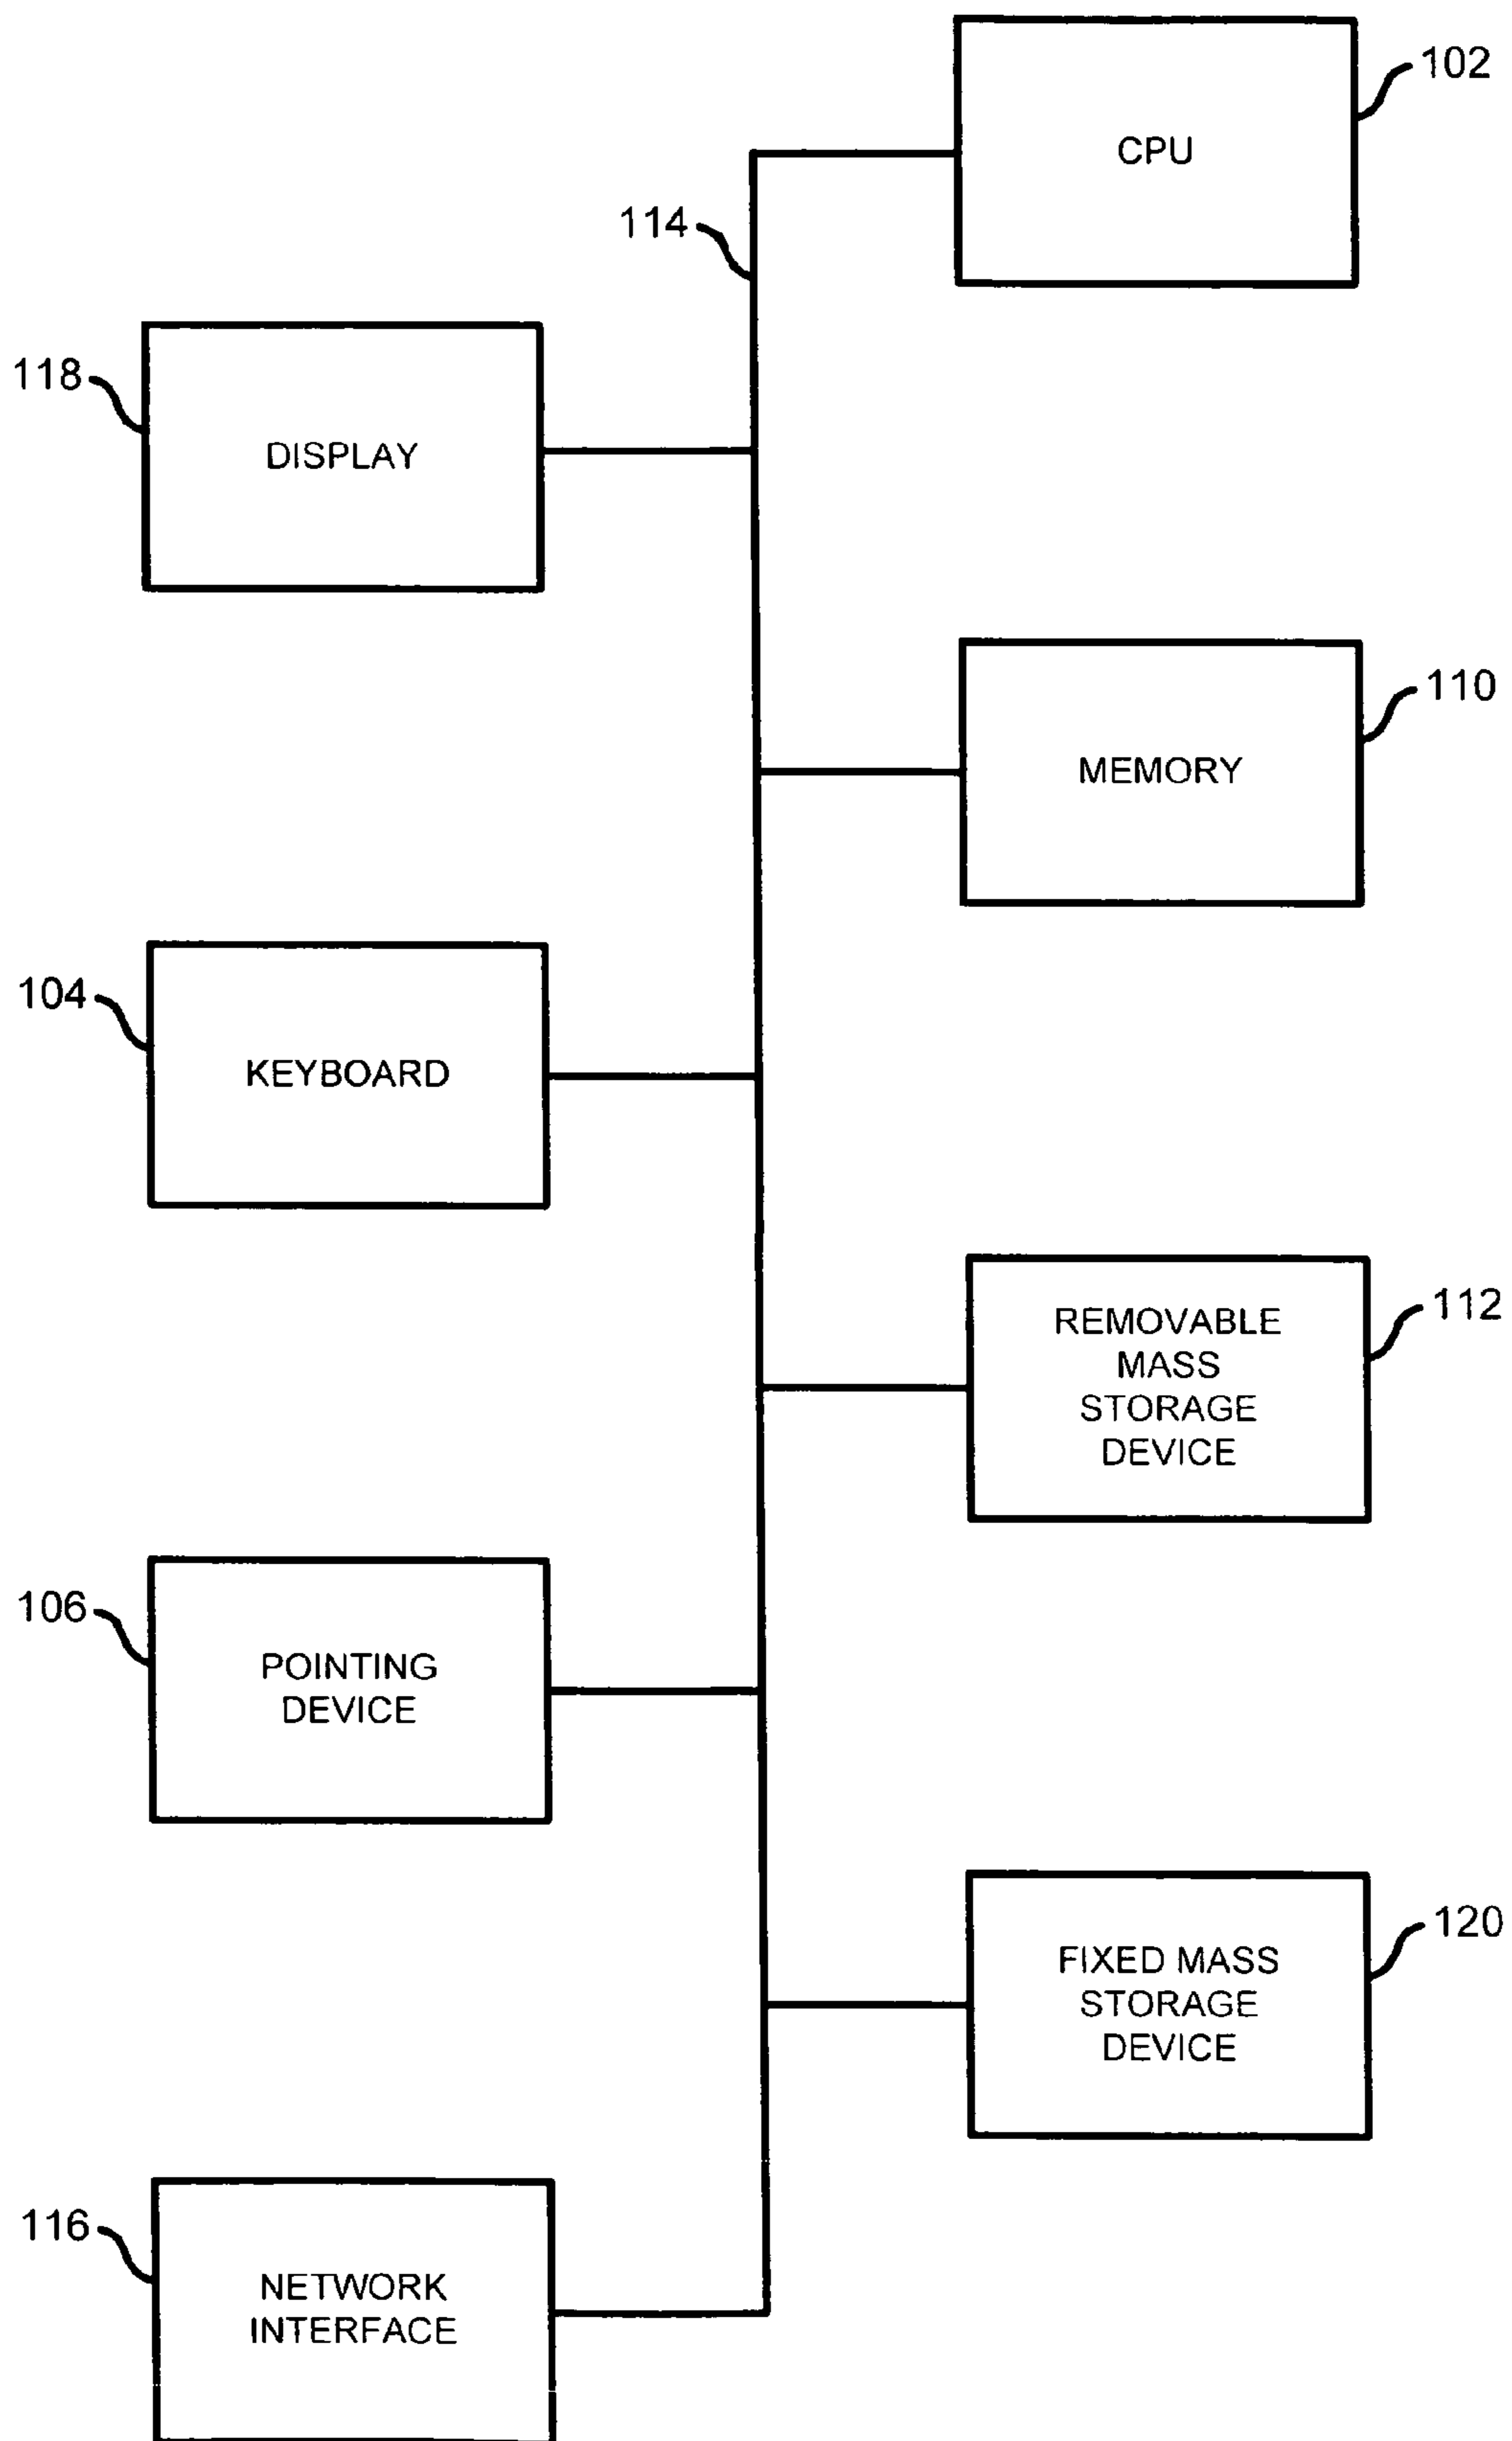 102
CPU
114
118
DISPLAY
110
MEMORY
104
KEYBOARD
112
REMOVABLE
MASS
STORAGE
DEVICE
106
POINTING
DEVICE
120
FIXED MASS
STORAGE
DEVICE
116
NETWORK
INTERFACE